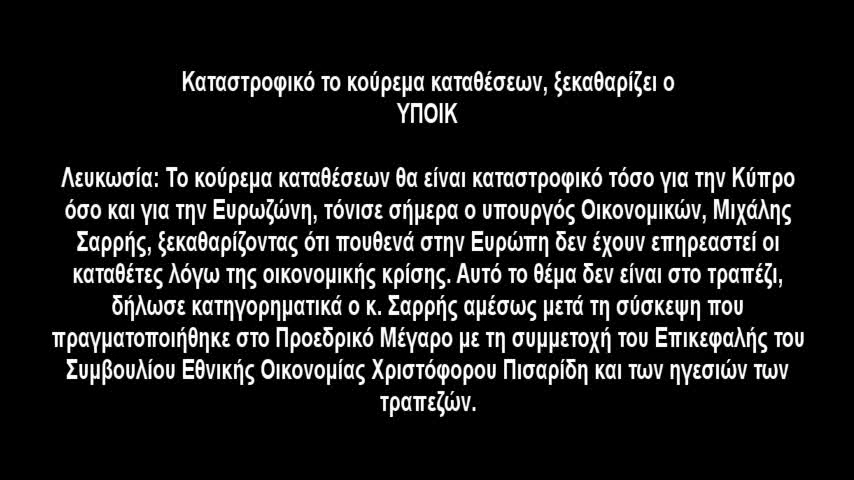 Καταστροφικό το κούρεμα καταθέσεων, ξεκαθαρίζει ο
ΥΠΟΙΚ
Λευκωσία: Το κούρεμα καταθέσεων θα είναι καταστροφικό τόσο για την Κύπρο
όσο και για την Ευρωζώνη, τόνισε σήμερα ο υπουργός Οικονομικών, Μιχάλης
Σαρρής, ξεκαθαρίζοντας ότι πουθενά στην Ευρώπη δεν έχουν επηρεαστεί οι
καταθέτες λόγω της οικονομικής κρίσης. Αυτό το θέμα δεν είναι στο τραπέζι,
δήλωσε κατηγορηματικά ο κ. Σαρρής αμέσως μετά τη σύσκεψη που
πραγματοποιήθηκε στο Προεδρικό Μέγαρο με τη συμμετοχή του Επικεφαλής του
Συμβουλίου Εθνικής Οικονομίας Χριστόφορου Πισαρίδη και των ηγεσιών των
τραπεζών.